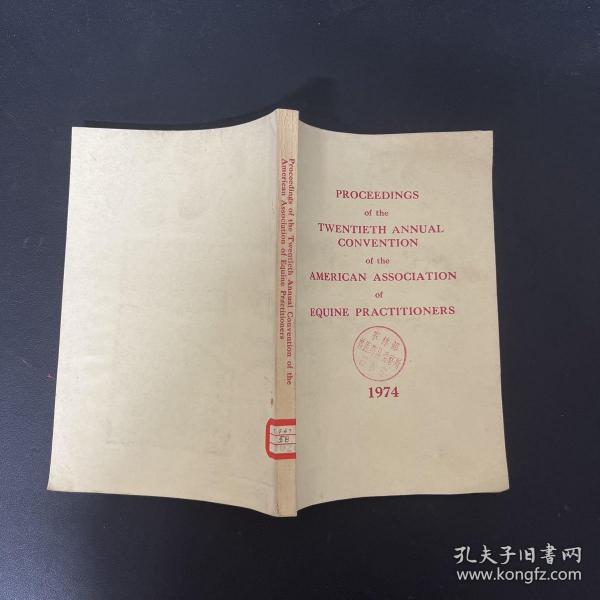 PROCEEDINGS
of the
TWENTIETH ANNUAL
CONVENTION
of the
AMERICAN ASSOCIATION
of
EQUINE PRACTITIONERS
1974
Proceedings of the Twentieth Annual Convention of the
American Association of Equine Practitioners
孔夫子旧书网
www.kongfz.com